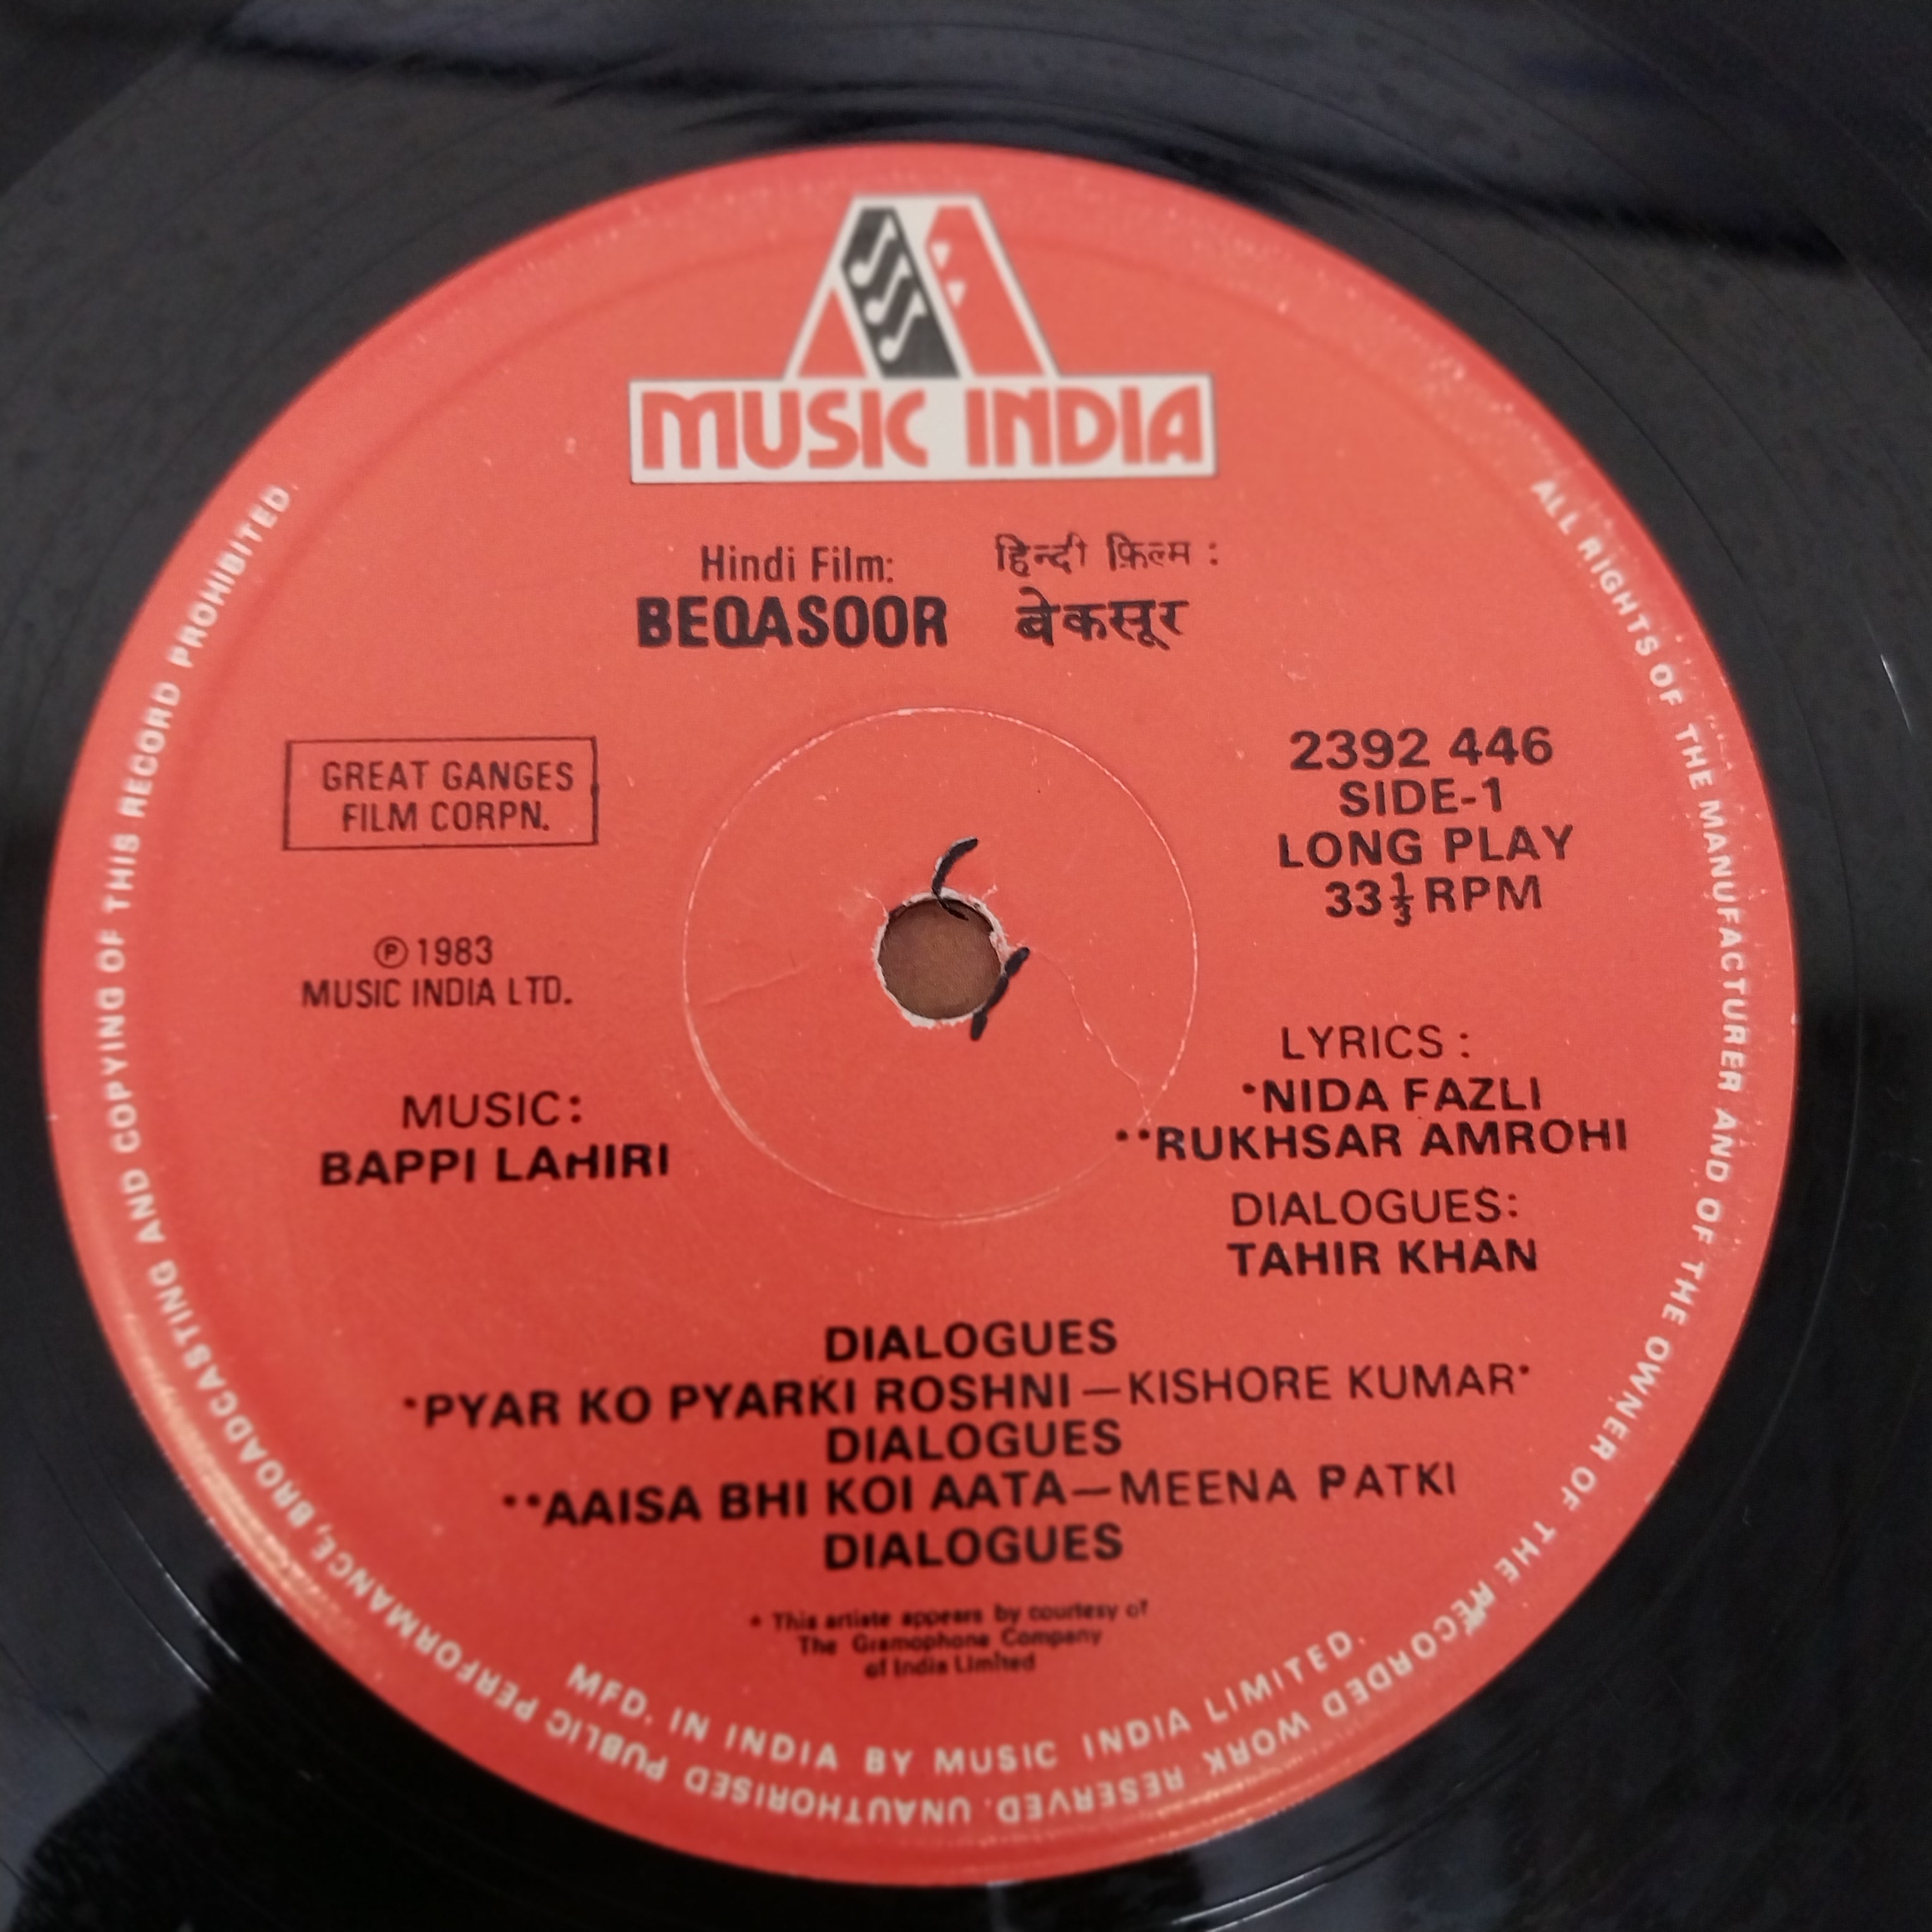 MUSIC INDIA
Hindi Film: हिन्दी फ़िल्म :
BEQASOOR बेकसूर
GREAT GANGES
FILM CORPN.
℗ 1983
MUSIC INDIA LTD.
MUSIC:
BAPPI LAHIRI
2392 446
SIDE-1
LONG PLAY
33⅓ RPM
LYRICS :
*NIDA FAZLI
**RUKHSAR AMROHI
DIALOGUES:
TAHIR KHAN
DIALOGUES
*PYAR KO PYARKI ROSHNI—KISHORE KUMAR*
DIALOGUES
**AAISA BHI KOI AATA—MEENA PATKI
DIALOGUES
* This artiste appears by courtesy of
The Gramophone Company
of India Limited
MFD. IN INDIA BY MUSIC INDIA LIMITED.
ALL RIGHTS OF THE MANUFACTURER AND OF THE OWNER OF THE RECORDED WORK RESERVED. UNAUTHORISED PUBLIC PERFORMANCE, BROADCASTING AND COPYING OF THIS RECORD PROHIBITED